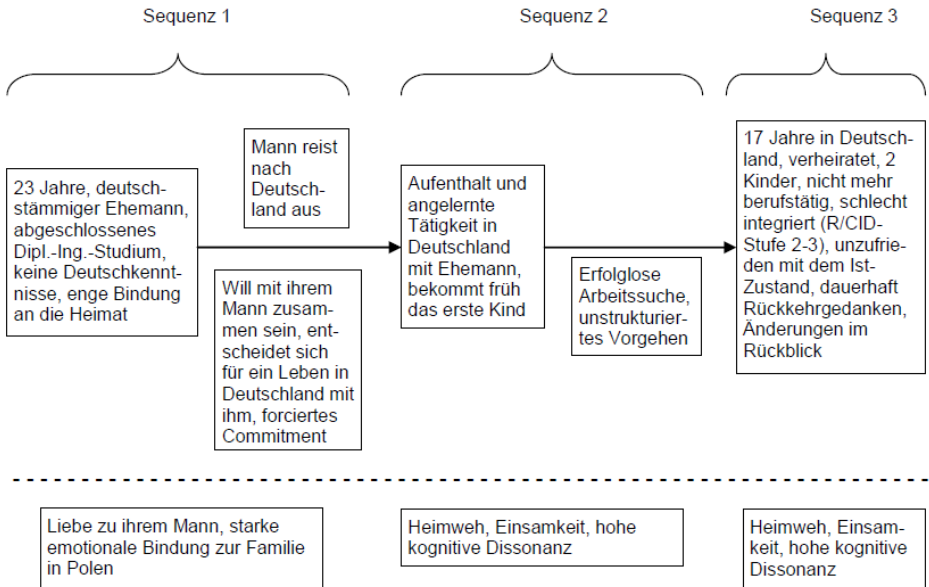 Sequenz 1
Sequenz 2
Sequenz 3
23 Jahre, deutsch-
stämmiger Ehemann,
abgeschlossenes
Dipl.-Ing.-Studium,
keine Deutschkennt-
nisse, enge Bindung
an die Heimat
Mann reist
nach
Deutsch-
land aus
Will mit ihrem
Mann zusam-
men sein, ent-
scheidet sich
für ein Leben in
Deutschland mit
ihm, forciertes
Commitment
Aufenthalt und
angelernte
Tätigkeit in
Deutschland
mit Ehemann,
bekommt früh
das erste Kind
Erfolglose
Arbeitssuche,
unstrukturier-
tes Vorgehen
17 Jahre in Deutsch-
land, verheiratet, 2
Kinder, nicht mehr
berufstätig, schlecht
integriert (R/CID-
Stufe 2-3), unzufrie-
den mit dem Ist-
Zustand, dauerhaft
Rückkehrgedanken,
Änderungen im
Rückblick
Liebe zu ihrem Mann, starke
emotionale Bindung zur Familie
in Polen
Heimweh, Einsamkeit, hohe
kognitive Dissonanz
Heimweh, Einsam-
keit, hohe kognitive
Dissonanz